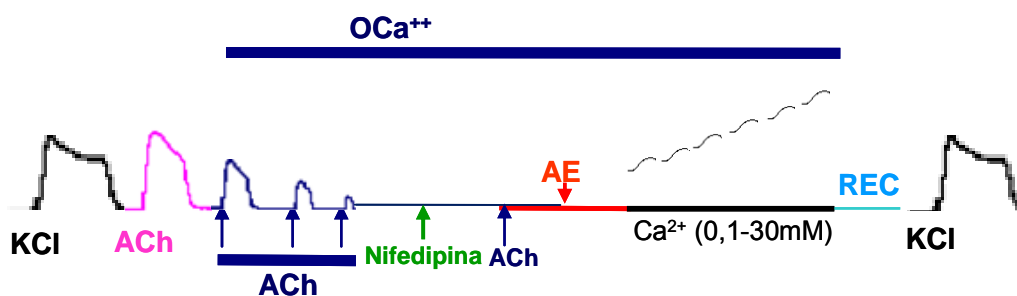 OCa⁺⁺
AE
REC
KCl
ACh
Nifedipina
ACh
Ca²⁺ (0,1-30mM)
KCl
ACh